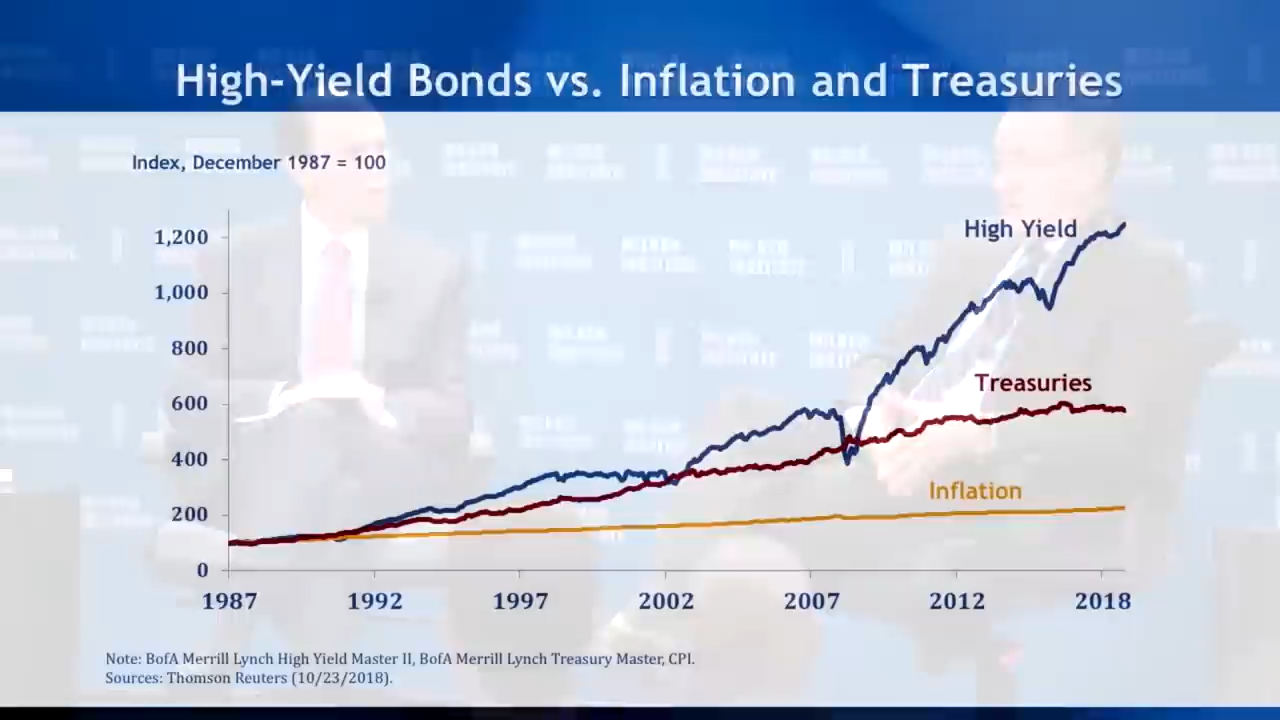 High-Yield Bonds vs. Inflation and Treasuries
Index, December 1987 = 100
High Yield
1,200
1,000
800
Treasuries
600
400
Inflation
200
0
1987 1992 1997 2002 2007 2012 2018
Note: BofA Merrill Lynch High Yield Master II, BofA Merrill Lynch Treasury Master, CPI.
Sources: Thomson Reuters (10/23/2018).